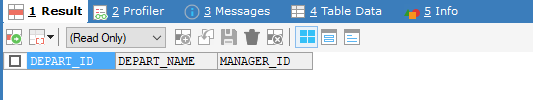 1 Result 2 Profiler 3 Messages 4 Table Data 5 Info
(Read Only)
DEPART_ID DEPART_NAME MANAGER_ID